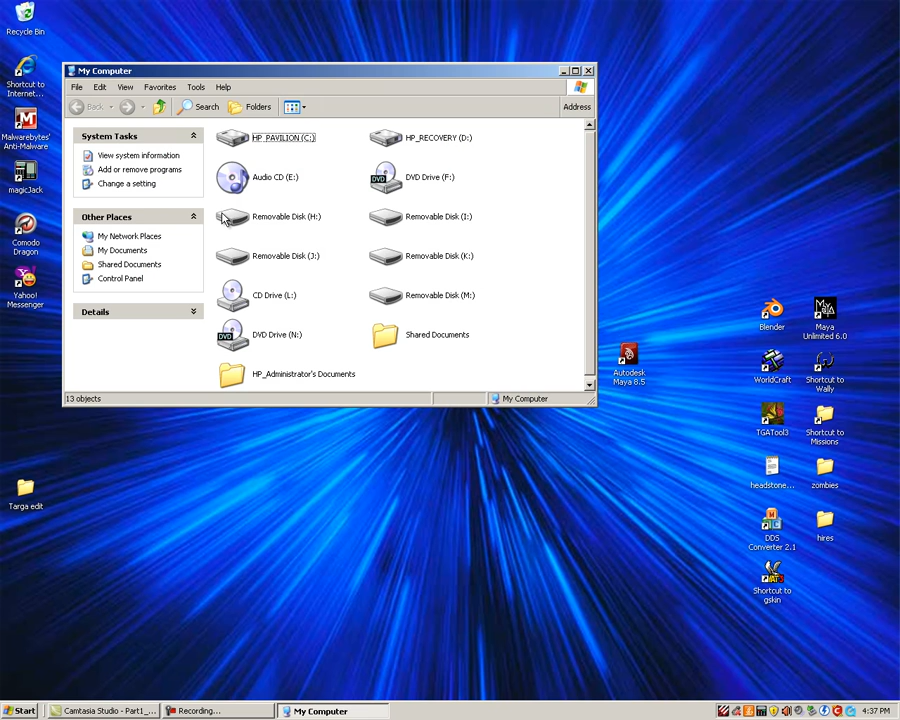 Recycle Bin
Shortcut to
Internet...
Malwarebytes'
Anti-Malware
magicJack
Comodo
Dragon
Yahoo!
Messenger
Targa edit
My Computer
File Edit View Favorites Tools Help
Back Search Folders Address
System Tasks
View system information
Add or remove programs
Change a setting
Other Places
My Network Places
My Documents
Shared Documents
Control Panel
Details
HP_PAVILION (C:) HP_RECOVERY (D:)
Audio CD (E:) DVD Drive (F:)
Removable Disk (H:) Removable Disk (I:)
Removable Disk (J:) Removable Disk (K:)
CD Drive (L:) Removable Disk (M:)
DVD Drive (N:) Shared Documents
HP_Administrator's Documents
13 objects My Computer
Autodesk
Maya 8.5
Blender
Maya
Unlimited 6.0
WorldCraft
Shortcut to
Wally
TGATool3
Shortcut to
Missions
headstone...
zombies
DDS
Converter 2.1
hires
Shortcut to
gskin
Start Camtasia Studio - Part1_... Recording... My Computer 4:37 PM